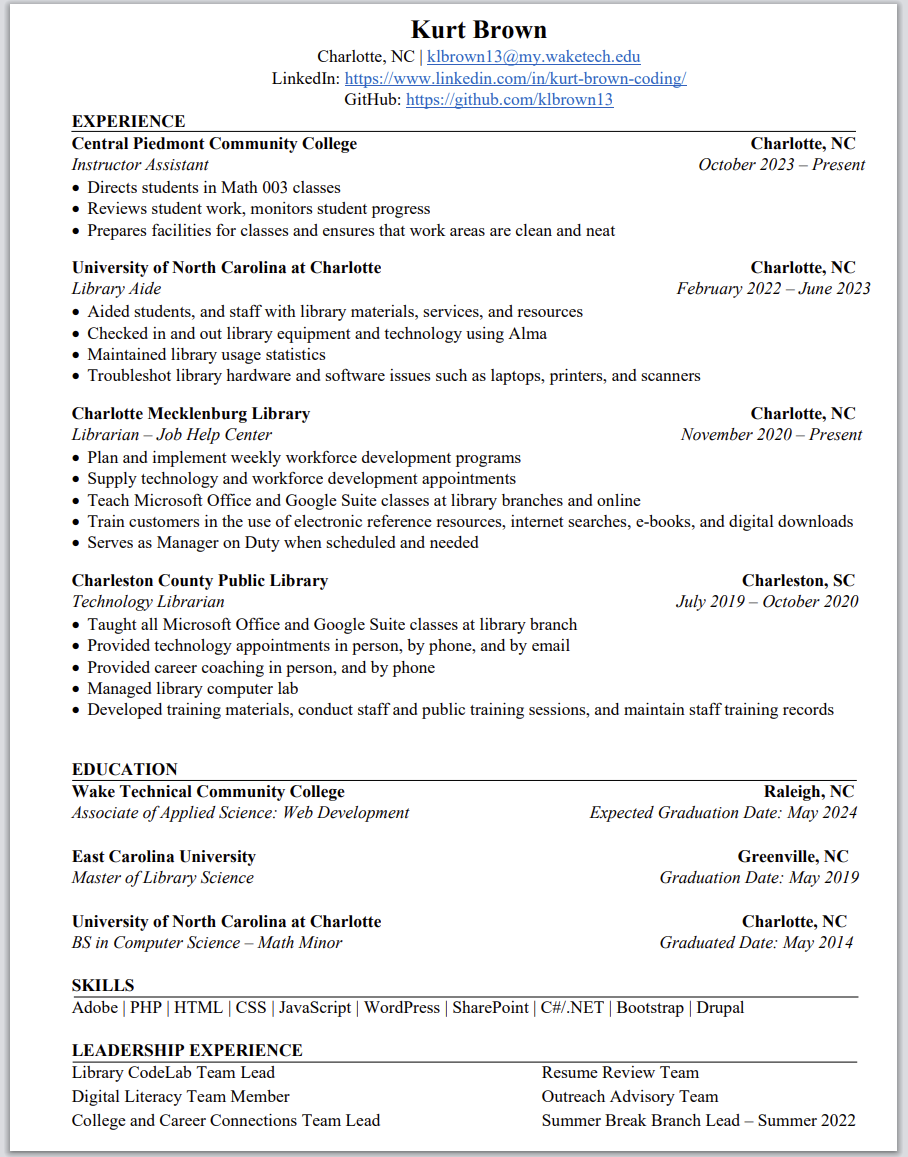 Kurt Brown
Charlotte, NC | klbrown13@my.waketech.edu
LinkedIn: https://www.linkedin.com/in/kurt-brown-coding/
GitHub: https://github.com/klbrown13
EXPERIENCE
Central Piedmont Community College Charlotte, NC
Instructor Assistant October 2023 – Present
• Directs students in Math 003 classes
• Reviews student work, monitors student progress
• Prepares facilities for classes and ensures that work areas are clean and neat
University of North Carolina at Charlotte Charlotte, NC
Library Aide February 2022 – June 2023
• Aided students, and staff with library materials, services, and resources
• Checked in and out library equipment and technology using Alma
• Maintained library usage statistics
• Troubleshot library hardware and software issues such as laptops, printers, and scanners
Charlotte Mecklenburg Library Charlotte, NC
Librarian – Job Help Center November 2020 – Present
• Plan and implement weekly workforce development programs
• Supply technology and workforce development appointments
• Teach Microsoft Office and Google Suite classes at library branches and online
• Train customers in the use of electronic reference resources, internet searches, e-books, and digital downloads
• Serves as Manager on Duty when scheduled and needed
Charleston County Public Library Charleston, SC
Technology Librarian July 2019 – October 2020
• Taught all Microsoft Office and Google Suite classes at library branch
• Provided technology appointments in person, by phone, and by email
• Provided career coaching in person, and by phone
• Managed library computer lab
• Developed training materials, conduct staff and public training sessions, and maintain staff training records
EDUCATION
Wake Technical Community College Raleigh, NC
Associate of Applied Science: Web Development Expected Graduation Date: May 2024
East Carolina University Greenville, NC
Master of Library Science Graduation Date: May 2019
University of North Carolina at Charlotte Charlotte, NC
BS in Computer Science – Math Minor Graduated Date: May 2014
SKILLS
Adobe | PHP | HTML | CSS | JavaScript | WordPress | SharePoint | C#/.NET | Bootstrap | Drupal
LEADERSHIP EXPERIENCE
Library CodeLab Team Lead Resume Review Team
Digital Literacy Team Member Outreach Advisory Team
College and Career Connections Team Lead Summer Break Branch Lead – Summer 2022